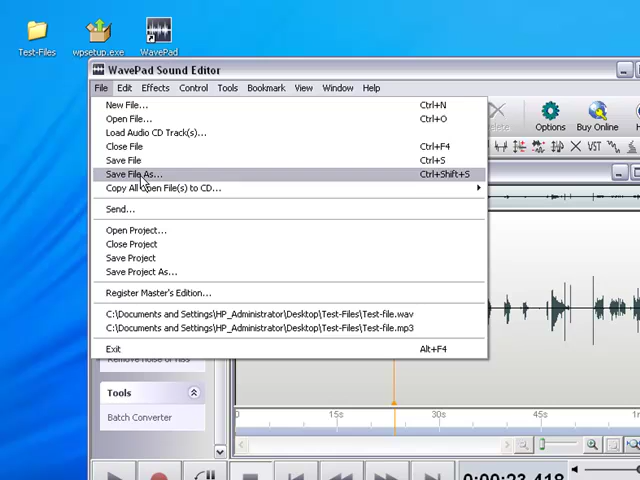 Test-Files
wpsetup.exe
WavePad
WavePad Sound Editor
File Edit Effects Control Tools Bookmark View Window Help
New File... Ctrl+N
Open File... Ctrl+O
Load Audio CD Track(s)...
Close File Ctrl+F4
Save File Ctrl+S
Save File As... Ctrl+Shift+S
Copy All Open File(s) to CD...
Send...
Open Project...
Close Project
Save Project
Save Project As...
Register Master's Edition...
C:\Documents and Settings\HP_Administrator\Desktop\Test-Files\Test-file.wav
C:\Documents and Settings\HP_Administrator\Desktop\Test-Files\Test-file.mp3
Exit Alt+F4
Options
Buy Online
VST
Tools
Batch Converter
0 15s 30s 45s
0:00:23.418